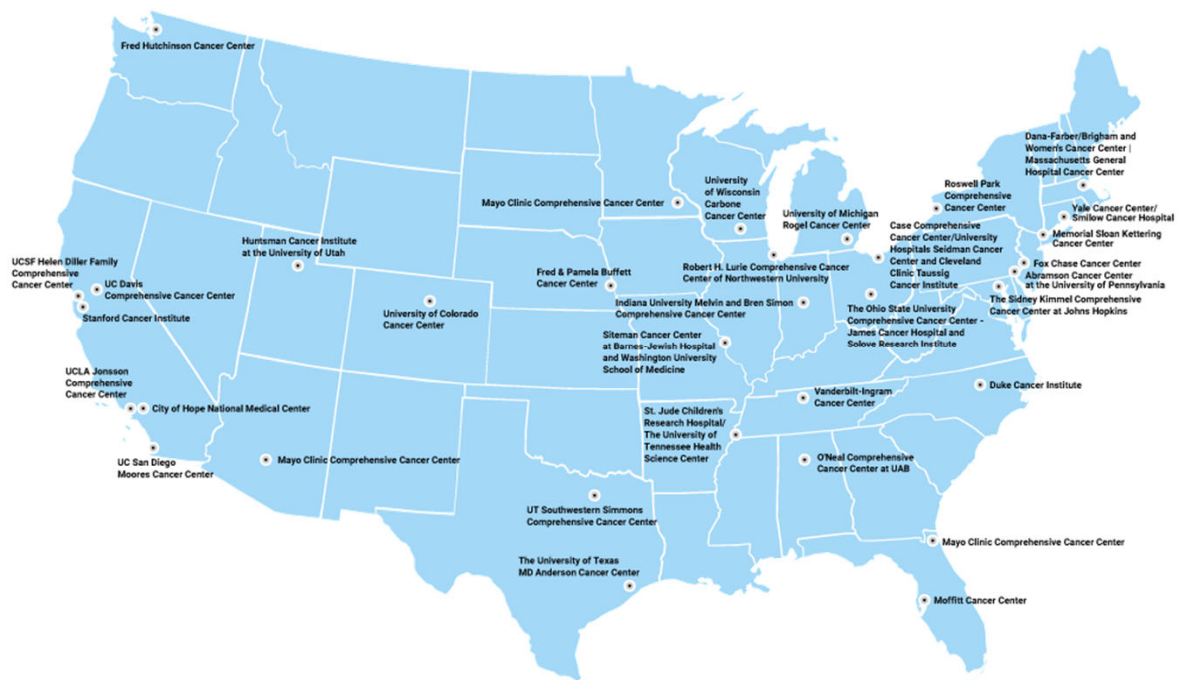 Fred Hutchinson Cancer Center
Dana-Farber/Brigham and
Women's Cancer Center |
Massachusetts General
Hospital Cancer Center
Roswell Park
Comprehensive
Cancer Center
University
of Wisconsin
Carbone
Cancer Center
Mayo Clinic Comprehensive Cancer Center
University of Michigan
Rogel Cancer Center
Yale Cancer Center/
Smilow Cancer Hospital
Memorial Sloan Kettering
Cancer Center
Case Comprehensive
Cancer Center/University
Hospitals Seidman Cancer
Center and Cleveland
Clinic Taussig
Cancer Institute
Huntsman Cancer Institute
at the University of Utah
UCSF Helen Diller Family
Comprehensive
Cancer Center
UC Davis
Comprehensive Cancer Center
Stanford Cancer Institute
Fred & Pamela Buffett
Cancer Center
Robert H. Lurie Comprehensive Cancer
Center of Northwestern University
Fox Chase Cancer Center
Abramson Cancer Center
at the University of Pennsylvania
The Sidney Kimmel Comprehensive
Cancer Center at Johns Hopkins
University of Colorado
Cancer Center
Indiana University Melvin and Bren Simon
Comprehensive Cancer Center
The Ohio State University
Comprehensive Cancer Center -
James Cancer Hospital and
Solove Research Institute
Siteman Cancer Center
at Barnes-Jewish Hospital
and Washington University
School of Medicine
UCLA Jonsson
Comprehensive
Cancer Center
City of Hope National Medical Center
Vanderbilt-Ingram
Cancer Center
Duke Cancer Institute
St. Jude Children's
Research Hospital/
The University of
Tennessee Health
Science Center
UC San Diego
Moores Cancer Center
Mayo Clinic Comprehensive Cancer Center
O'Neal Comprehensive
Cancer Center at UAB
UT Southwestern Simmons
Comprehensive Cancer Center
Mayo Clinic Comprehensive Cancer Center
The University of Texas
MD Anderson Cancer Center
Moffitt Cancer Center